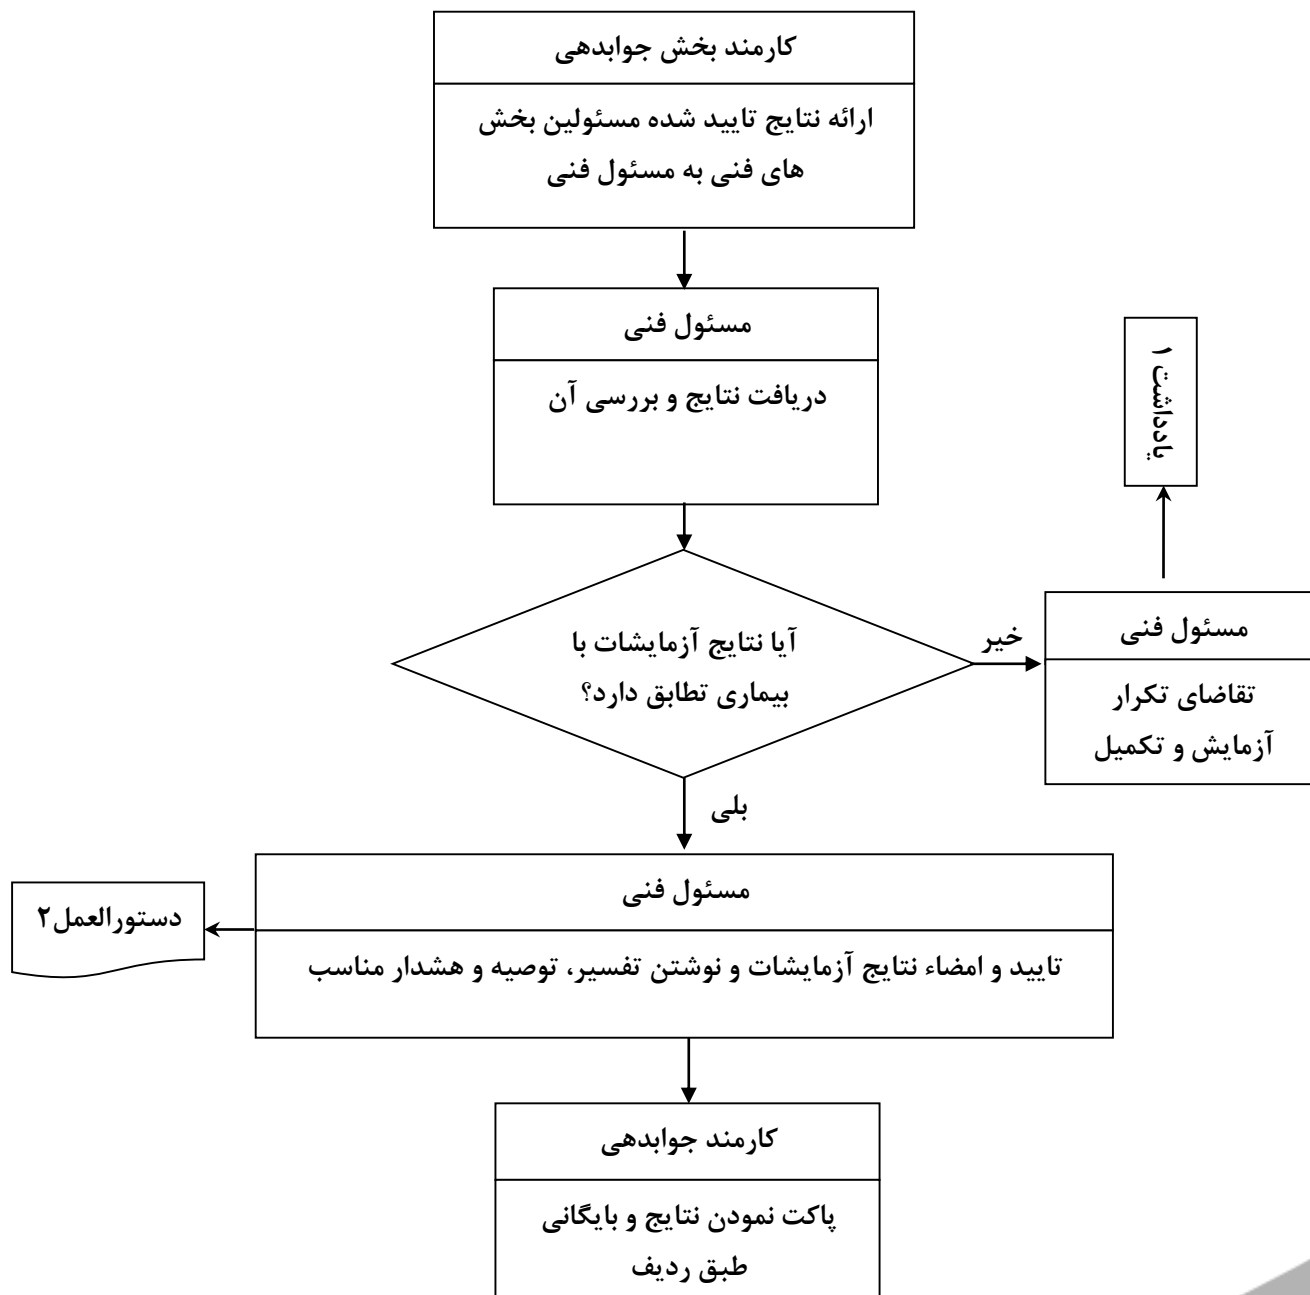 کارمند بخش جوابدهی
ارائه نتایج تایید شده مسئولین بخش
های فنی به مسئول فنی
مسئول فنی
دریافت نتایج و بررسی آن
یادداشت ۱
آیا نتایج آزمایشات با
بیماری تطابق دارد؟
خیر
مسئول فنی
تقاضای تکرار
آزمایش و تکمیل
بلی
مسئول فنی
تایید و امضاء نتایج آزمایشات و نوشتن تفسیر، توصیه و هشدار مناسب
دستورالعمل۲
کارمند جوابدهی
پاکت نمودن نتایج و بایگانی
طبق ردیف